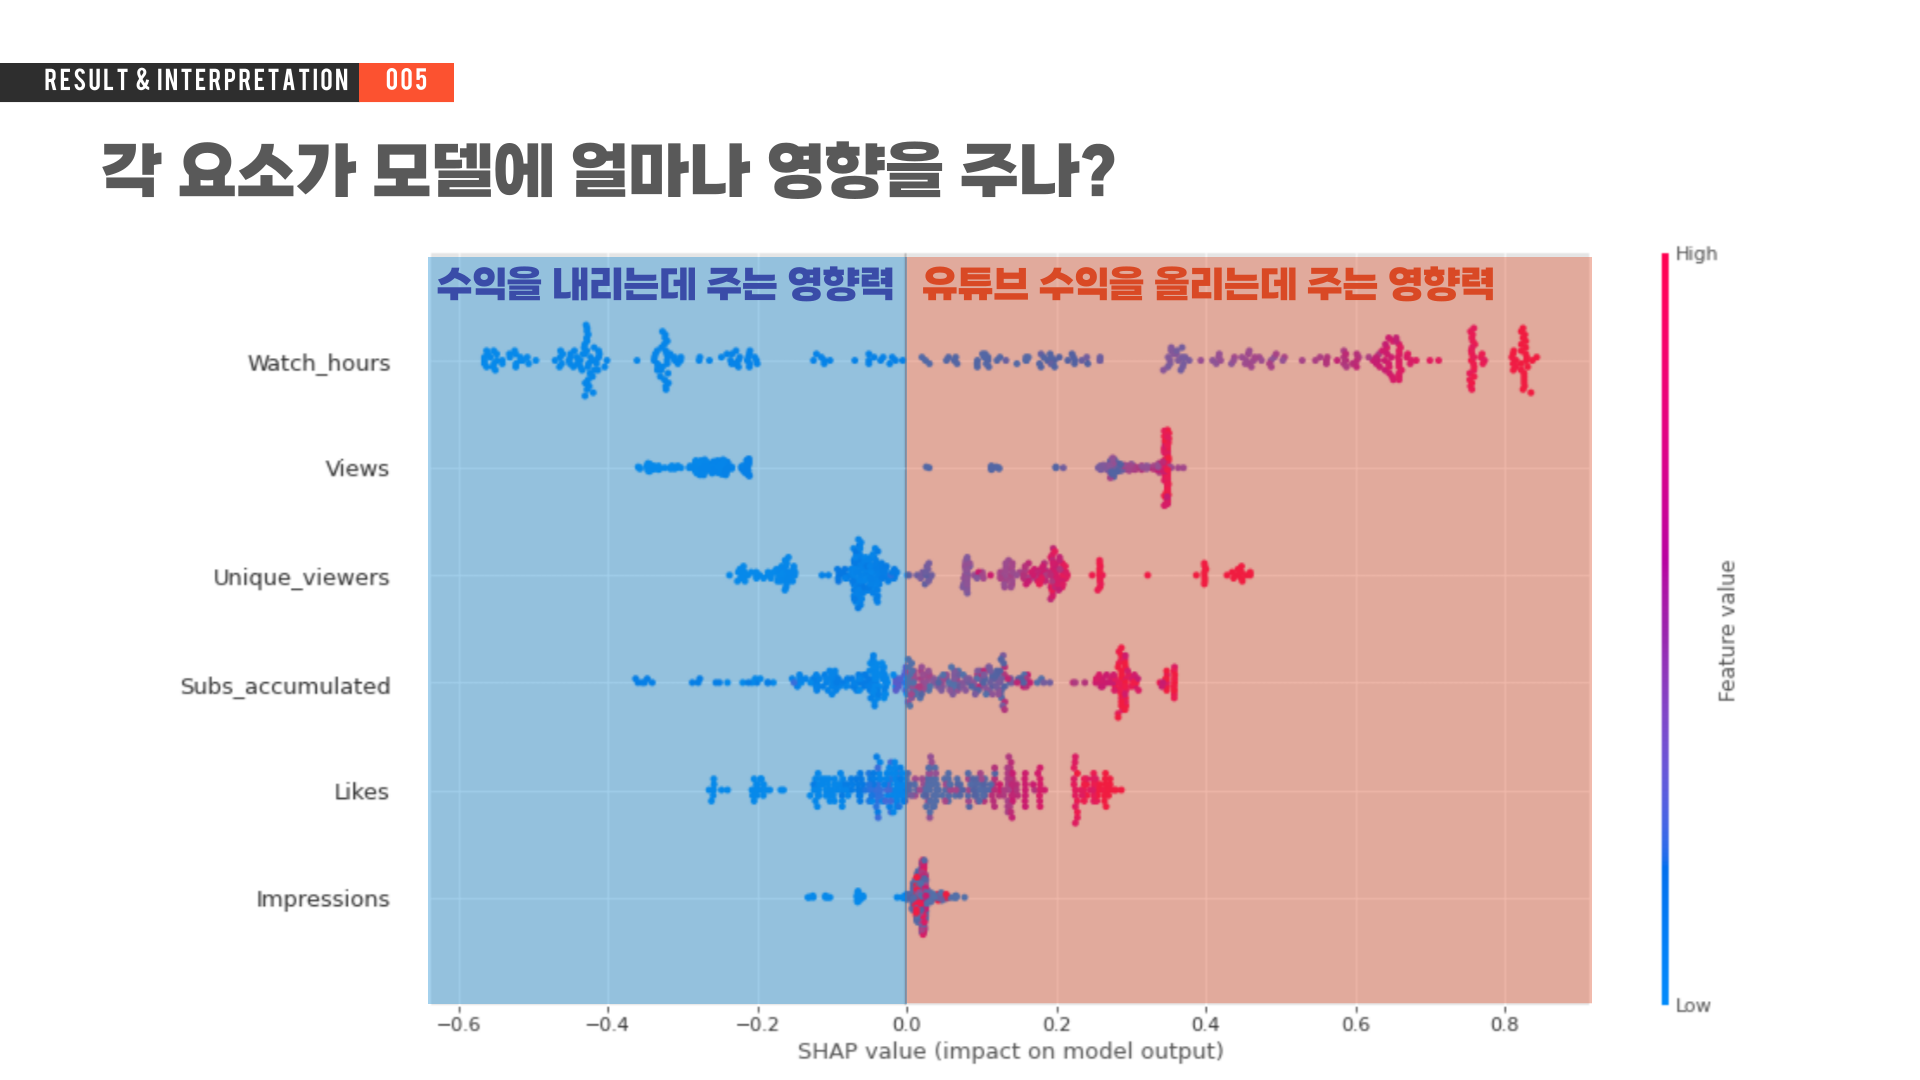 RESULT & INTERPRETATION 005
각 요소가 모델에 얼마나 영향을 주나?
수익을 내리는데 주는 영향력 유튜브 수익을 올리는데 주는 영향력
High
Watch_hours
Views
Unique_viewers
Subs_accumulated
Likes
Impressions
Feature value
Low
−0.6 −0.4 −0.2 0.0 0.2 0.4 0.6 0.8
SHAP value (impact on model output)